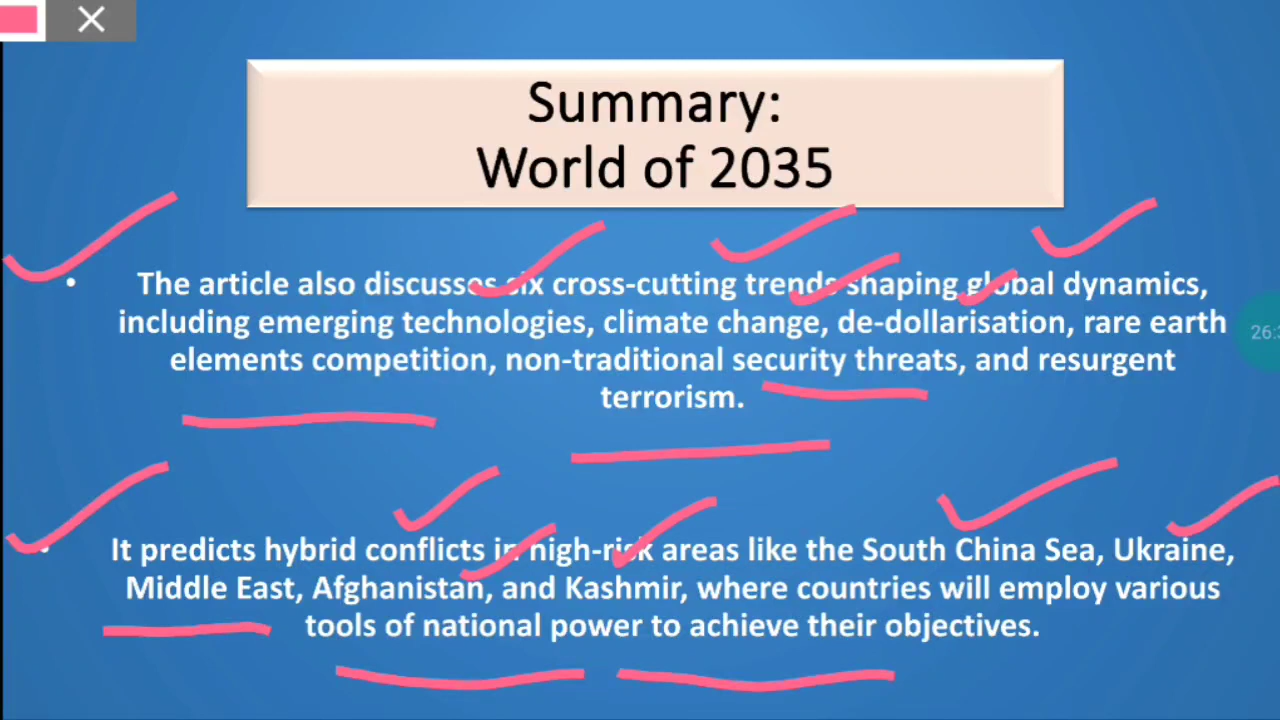 Summary:
World of 2035
• The article also discusses six cross-cutting trends shaping global dynamics,
including emerging technologies, climate change, de-dollarisation, rare earth
elements competition, non-traditional security threats, and resurgent
terrorism.
• It predicts hybrid conflicts in high-risk areas like the South China Sea, Ukraine,
Middle East, Afghanistan, and Kashmir, where countries will employ various
tools of national power to achieve their objectives.